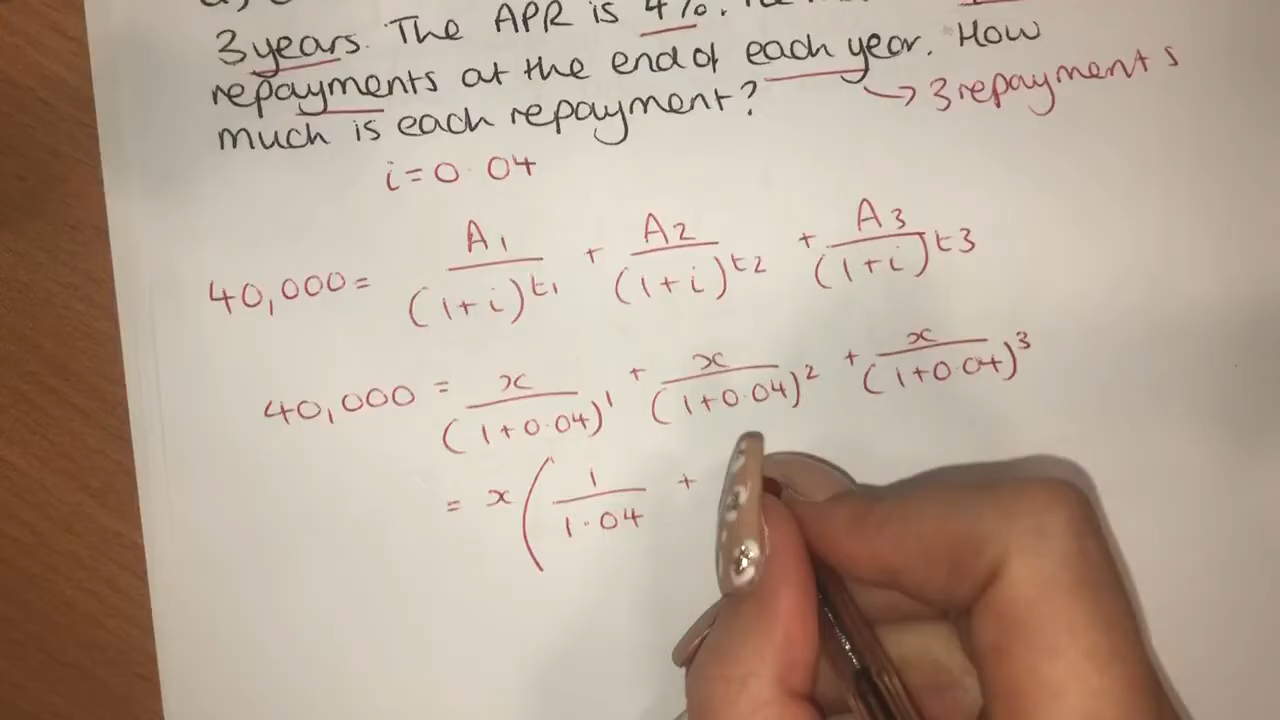 3 years. The APR is 4%.
repayments at the end of each year. How
→ 3 repayments
much is each repayment?
i = 0.04
40,000 = A1/(1+i)^t1 + A2/(1+i)^t2 + A3/(1+i)^t3
40,000 = x/(1+0.04)^1 + x/(1+0.04)^2 + x/(1+0.04)^3
= x(1/1.04 +